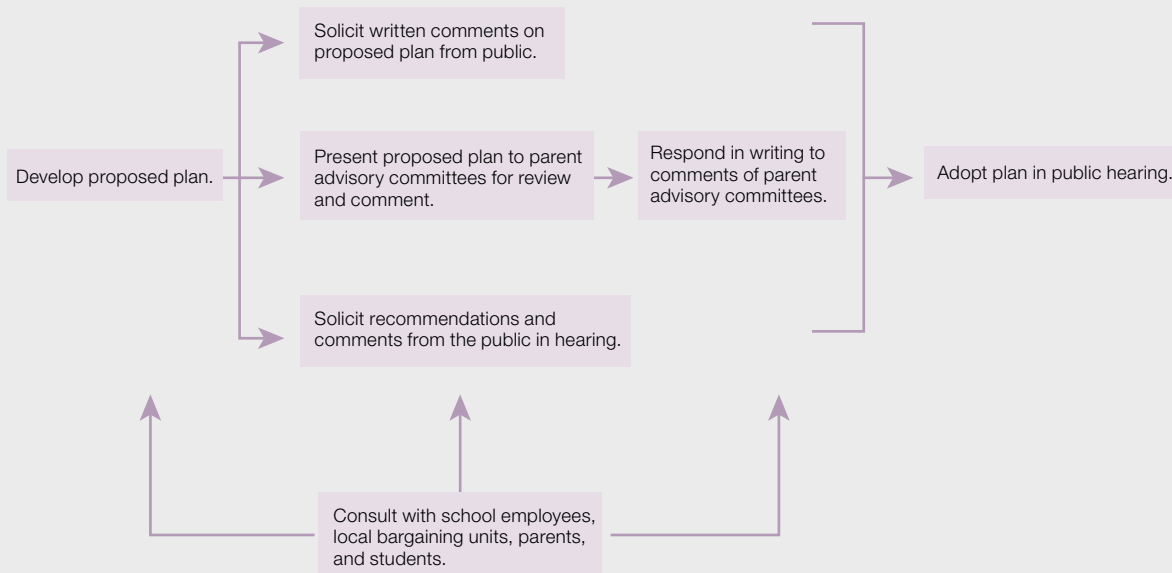 Solicit written comments on
proposed plan from public.
Develop proposed plan.
Present proposed plan to parent
advisory committees for review
and comment.
Respond in writing to
comments of parent
advisory committees.
Adopt plan in public hearing.
Solicit recommendations and
comments from the public in hearing.
Consult with school employees,
local bargaining units, parents,
and students.